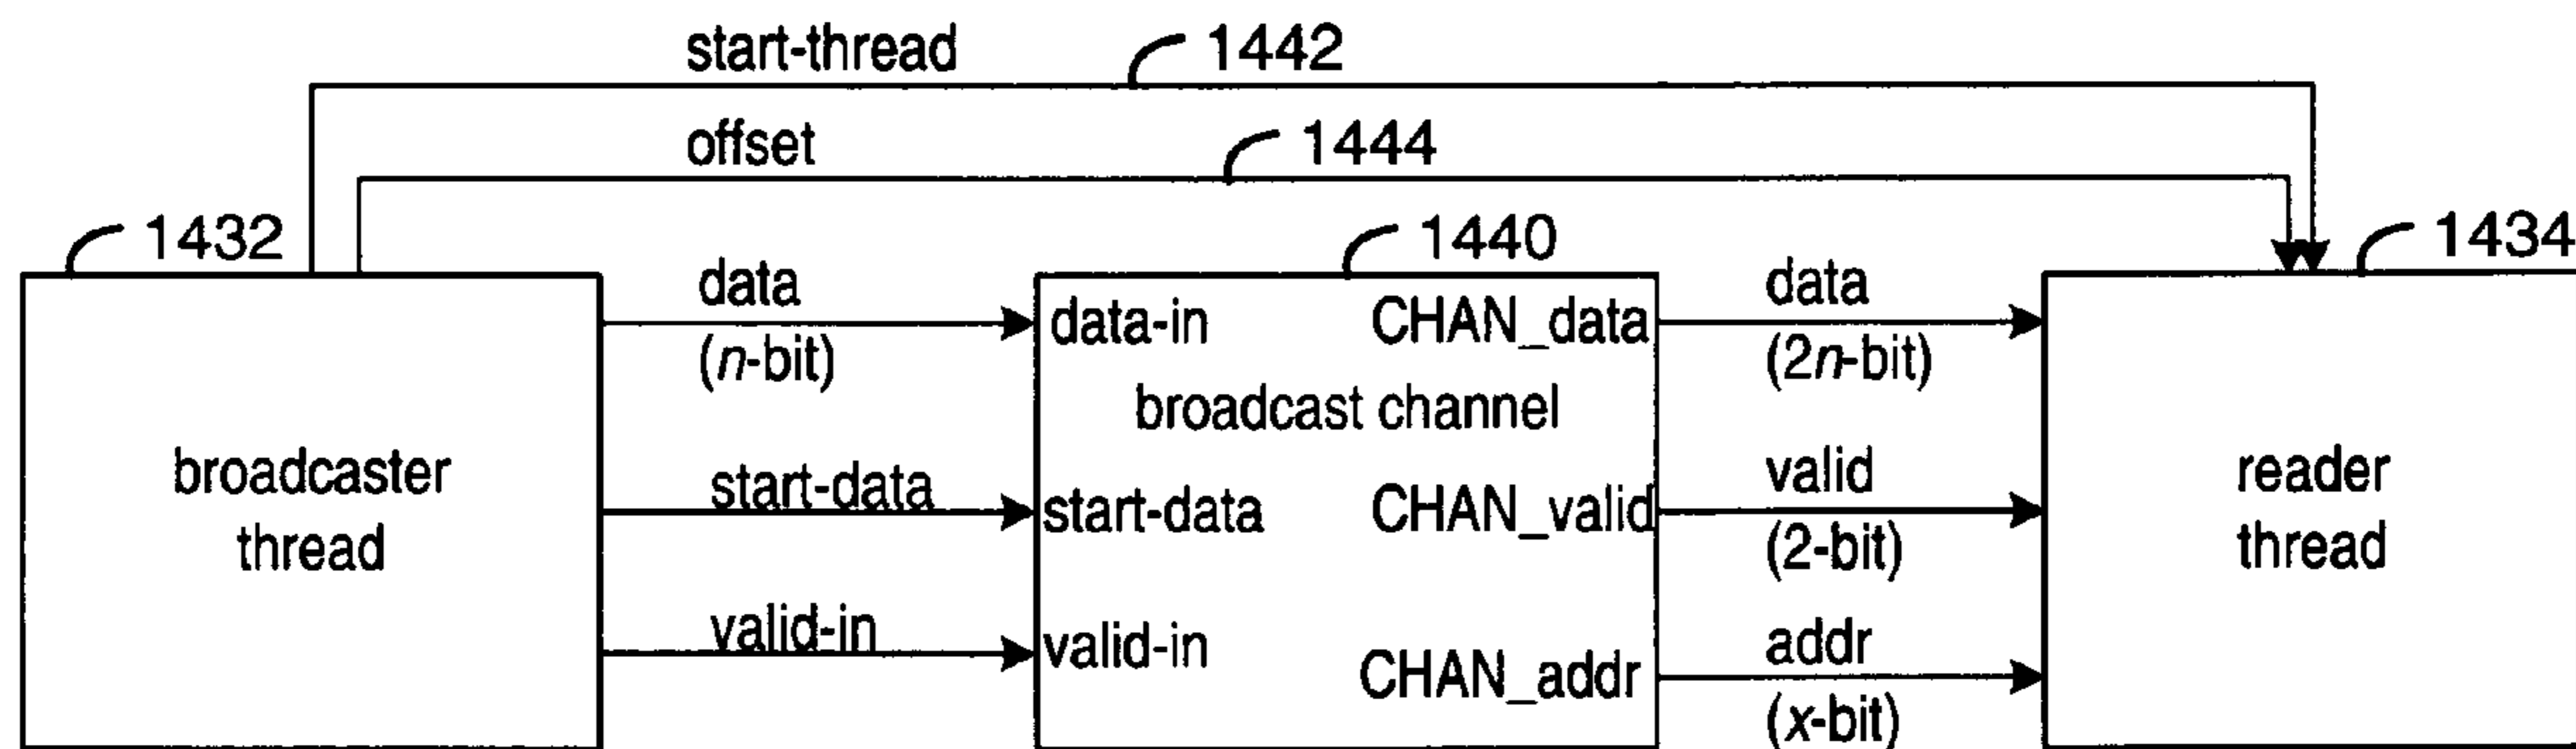 start-thread 1442
offset 1444
1432 1440 1434
data data
data-in CHAN_data
(n-bit) (2n-bit)
broadcast channel
broadcaster start-data valid reader
start-data CHAN_valid
thread (2-bit) thread
valid-in addr
valid-in
CHAN_addr
(x-bit)